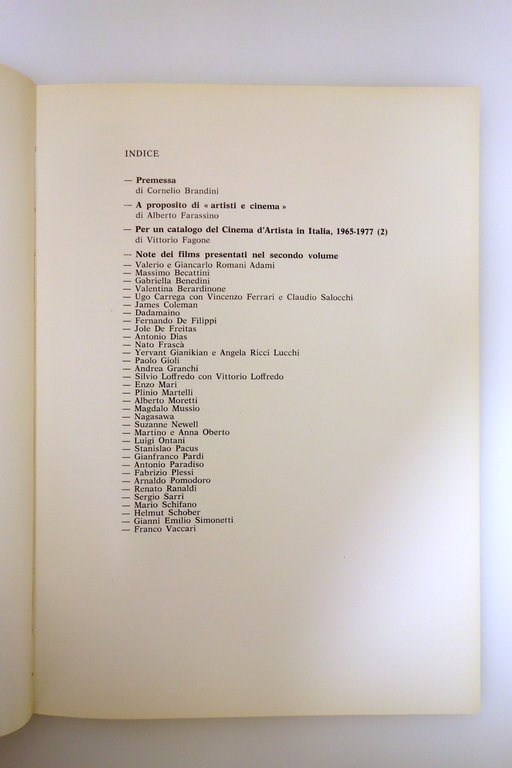 INDICE
— Premessa
di Cornelio Brandini
— A proposito di « artisti e cinema »
di Alberto Farassino
— Per un catalogo del Cinema d'Artista in Italia, 1965-1977 (2)
di Vittorio Fagone
— Note dei films presentati nel secondo volume
— Valerio e Giancarlo Romani Adami
— Massimo Becattini
— Gabriella Benedini
— Valentina Berardinone
— Ugo Carrega con Vincenzo Ferrari e Claudio Salocchi
— James Coleman
— Dadamaino
— Fernando De Filippi
— Jole De Freitas
— Antonio Dias
— Nato Frascà
— Yervant Gianikian e Angela Ricci Lucchi
— Paolo Gioli
— Andrea Granchi
— Silvio Loffredo con Vittorio Loffredo
— Enzo Mari
— Plinio Martelli
— Alberto Moretti
— Magdalo Mussio
— Nagasawa
— Suzanne Newell
— Martino e Anna Oberto
— Luigi Ontani
— Stanislao Pacus
— Gianfranco Pardi
— Antonio Paradiso
— Fabrizio Plessi
— Arnaldo Pomodoro
— Renato Ranaldi
— Sergio Sarri
— Mario Schifano
— Helmut Schober
— Gianni Emilio Simonetti
— Franco Vaccari